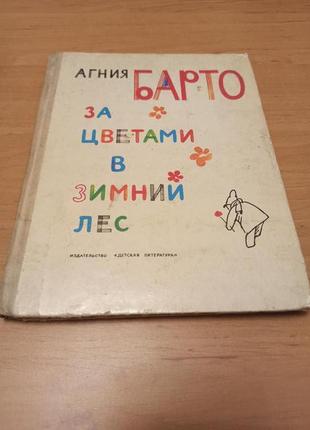 АГНИЯ БАРТО
ЗА
ЦВЕТАМИ
В
ЗИМНИЙ
ЛЕС
ИЗДАТЕЛЬСТВО «ДЕТСКАЯ ЛИТЕРАТУРА»